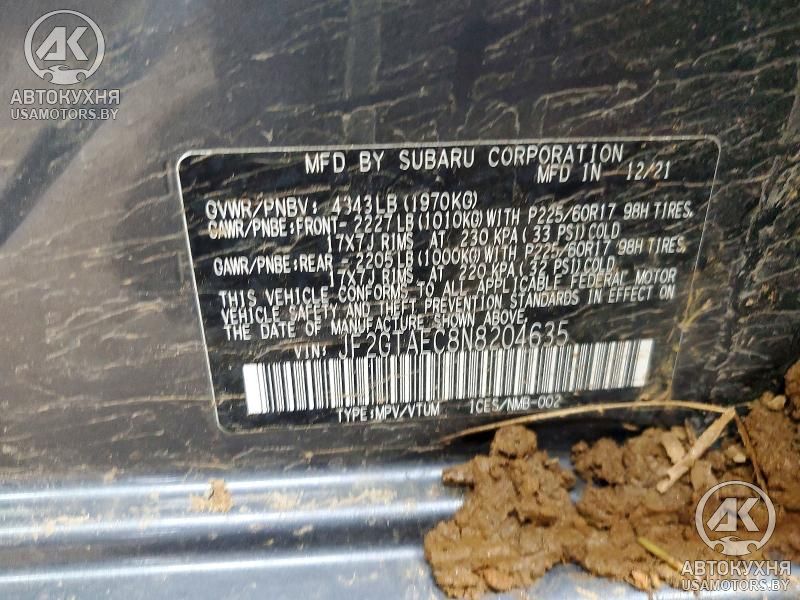 АК
АВТОКУХНЯ
USAMOTORS.BY
MFD BY SUBARU CORPORATION
MFD IN 12/21
GVWR/PNBV: 4343LB (1970KG)
GAWR/PNBE:FRONT- 2227LB (1010KG)WITH P225/60R17 98H TIRES,
17X7J RIMS AT 230 KPA (33 PSI)COLD
GAWR/PNBE:REAR - 2205LB (1000KG)WITH P225/60R17 98H TIRES,
17X7J RIMS AT 220 KPA (32 PSI)COLD
THIS VEHICLE CONFORMS TO ALL APPLICABLE FEDERAL MOTOR
VEHICLE SAFETY AND THEFT PREVENTION STANDARDS IN EFFECT ON
THE DATE OF MANUFACTURE SHOWN ABOVE.
VIN: JF2GTAEC8N8204635
TYPE:MPV/VTUM 1CES/NMB-002
АК
АВТОКУХНЯ
USAMOTORS.BY